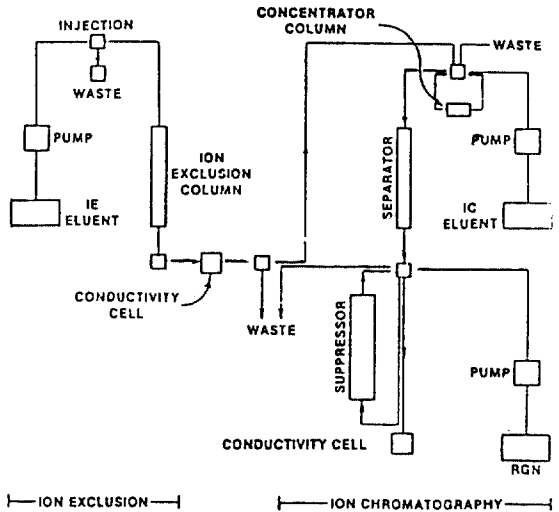 INJECTION
WASTE
PUMP
IE
ELUENT
ION
EXCLUSION
COLUMN
CONDUCTIVITY
CELL
CONCENTRATOR
COLUMN
WASTE
PUMP
SEPARATOR
IC
ELUENT
WASTE
SUPPRESSOR
PUMP
CONDUCTIVITY CELL
RGN
ION EXCLUSION
ION CHROMATOGRAPHY